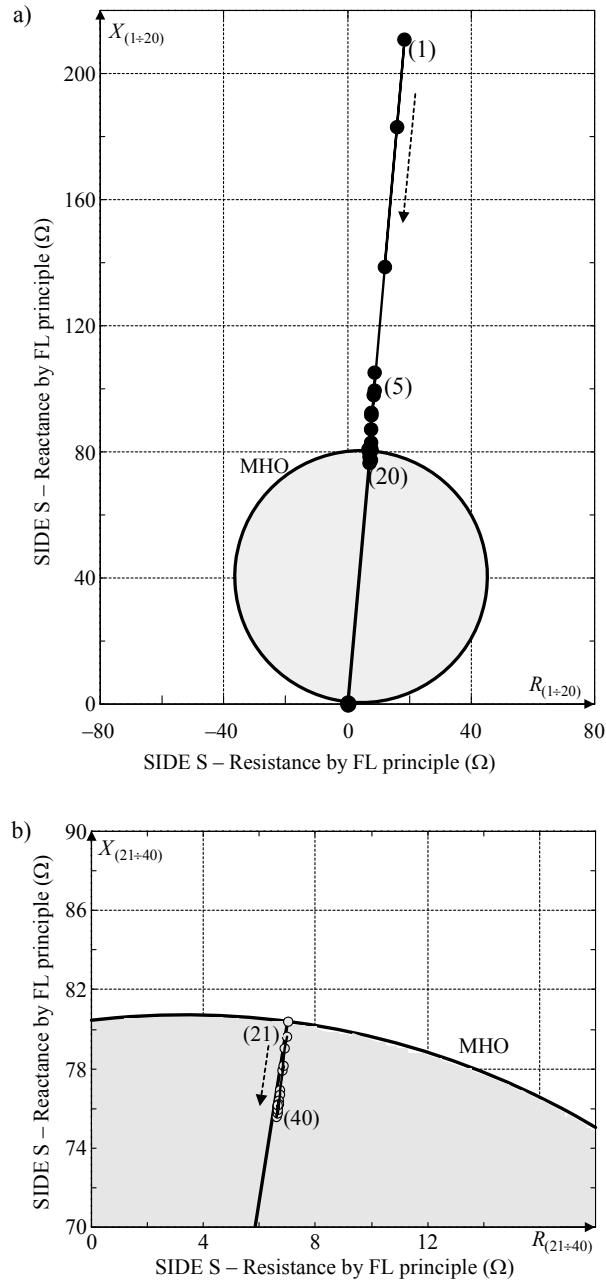 a)
X(1÷20)
(1)
200
160
120
(5)
80
MHO
(20)
40
0
R(1÷20)
–80
–40
0
40
80
SIDE S – Reactance by FL principle (Ω)
SIDE S – Resistance by FL principle (Ω)
b)
90
X(21÷40)
86
81
(21)
MHO
78
(40)
74
70
R(21÷40)
0
4
8
12
16
SIDE S – Reactance by FL principle (Ω)
SIDE S – Resistance by FL principle (Ω)